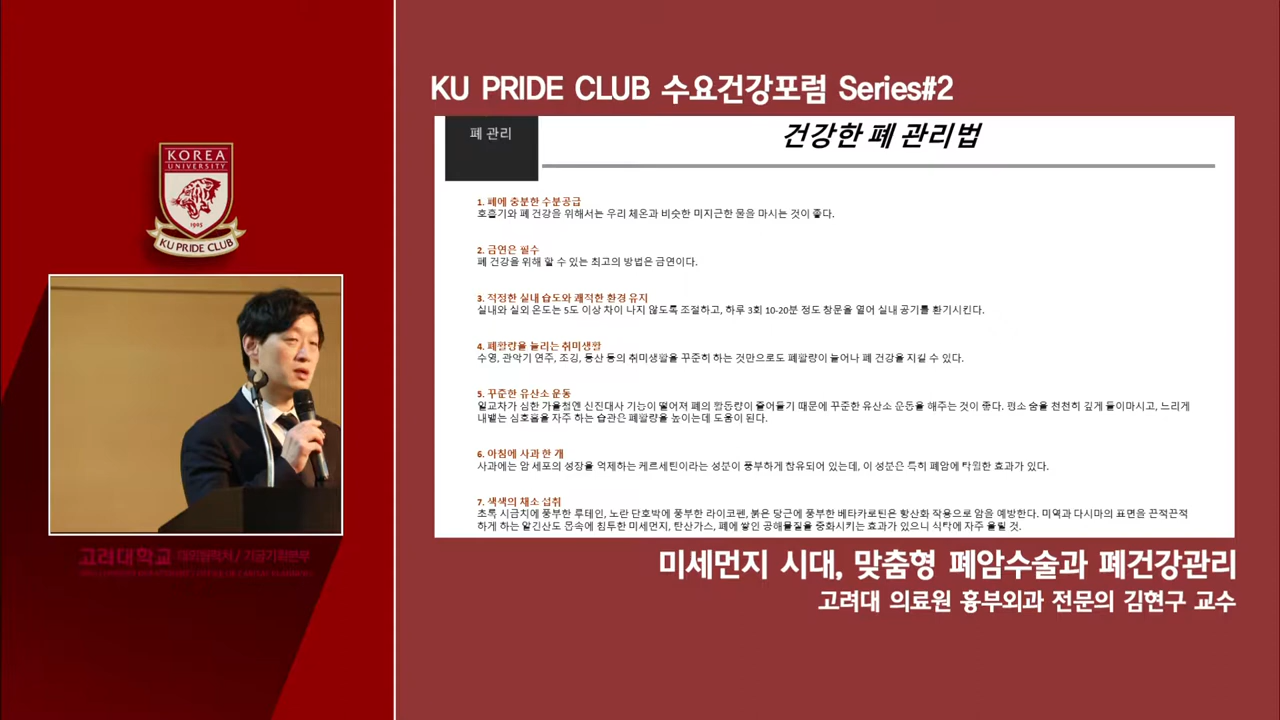 KU PRIDE CLUB 수요건강포럼 Series#2
폐 관리
건강한 폐 관리법
1. 폐에 충분한 수분공급
호흡기와 폐 건강을 위해서는 우리 체온과 비슷한 미지근한 물을 마시는 것이 좋다.
2. 금연은 필수
폐 건강을 위해 할 수 있는 최고의 방법은 금연이다.
3. 적정한 실내 습도와 쾌적한 환경 유지
실내와 실외 온도는 5도 이상 차이 나지 않도록 조절하고, 하루 3회 10-20분 정도 창문을 열어 실내 공기를 환기시킨다.
4. 폐활량을 늘리는 취미생활
수영, 관악기 연주, 조깅, 등산 등의 취미생활을 꾸준히 하는 것만으로도 폐활량이 늘어나 폐 건강을 지킬 수 있다.
5. 꾸준한 유산소 운동
일교차가 심한 가을철엔 신진대사 기능이 떨어져 폐의 활동량이 줄어들기 때문에 꾸준한 유산소 운동을 해주는 것이 좋다. 평소 숨을 천천히 깊게 들이마시고, 느리게
내뱉는 심호흡을 자주 하는 습관은 폐활량을 높이는데 도움이 된다.
6. 아침에 사과 한 개
사과에는 암 세포의 성장을 억제하는 케르세틴이라는 성분이 풍부하게 함유되어 있는데, 이 성분은 특히 폐암에 탁월한 효과가 있다.
7. 색색의 채소 섭취
초록 시금치에 풍부한 루테인, 노란 단호박에 풍부한 라이코펜, 붉은 당근에 풍부한 베타카로틴은 항산화 작용으로 암을 예방한다. 미역과 다시마의 표면을 끈적끈적
하게 하는 알긴산도 몸속에 침투한 미세먼지, 탄산가스, 폐에 쌓인 공해물질을 중화시키는 효과가 있으니 식탁에 자주 올릴 것.
미세먼지 시대, 맞춤형 폐암수술과 폐건강관리
고려대 의료원 흉부외과 전문의 김현구 교수
KOREA
UNIVERSITY
1905
KU PRIDE CLUB
고려대학교 대외협력처 / 기금기획본부